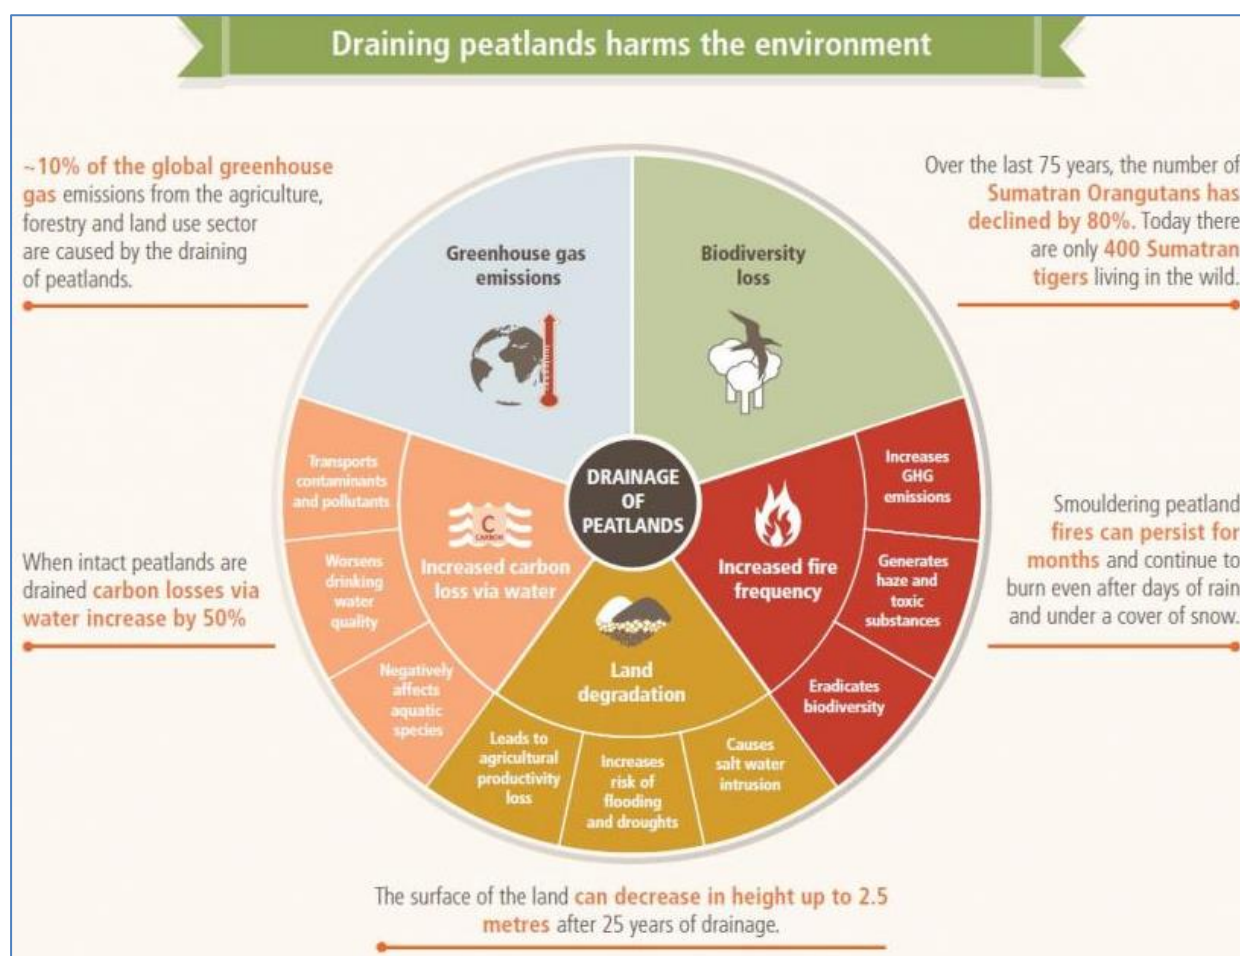 Draining peatlands harms the environment
~10% of the global greenhouse
gas emissions from the agriculture,
forestry and land use sector
are caused by the draining
of peatlands.
Over the last 75 years, the number of
Sumatran Orangutans has
declined by 80%. Today there
are only 400 Sumatran
tigers living in the wild.
Greenhouse gas
emissions
Biodiversity
loss
DRAINAGE
OF
PEATLANDS
Transports
contaminants
and pollutants
Worsens
drinking
water
quality
Negatively
affects
aquatic
species
C
CARBON
Increased carbon
loss via water
Increased fire
frequency
Increases
GHG
emissions
Generates
haze and
toxic
substances
Eradicates
biodiversity
Land
degradation
Leads to
agricultural
productivity
loss
Increases
risk of
flooding
and droughts
Causes
salt water
intrusion
When intact peatlands are
drained carbon losses via
water increase by 50%
Smouldering peatland
fires can persist for
months and continue to
burn even after days of rain
and under a cover of snow.
The surface of the land can decrease in height up to 2.5
metres after 25 years of drainage.